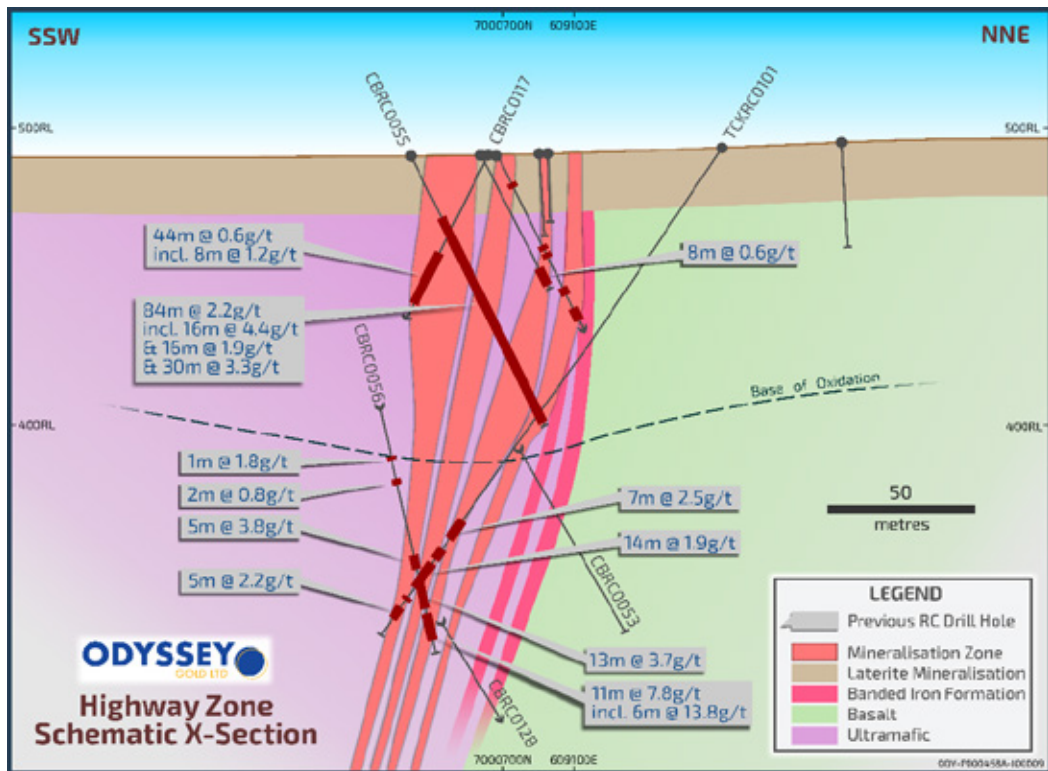 7000700N
609100E
SSW
NNE
CBRC0055
CBRC0117
TCKRC0101
500RL
500RL
44m @ 0.6g/t
incl. 8m @ 1.2g/t
8m @ 0.6g/t
84m @ 2.2g/t
incl. 16m @ 4.4g/t
& 16m @ 1.9g/t
& 30m @ 3.3g/t
CBRC0056
Base of Oxidation
400RL
400RL
1m @ 1.8g/t
2m @ 0.8g/t
7m @ 2.5g/t
50
metres
5m @ 3.8g/t
14m @ 1.9g/t
5m @ 2.2g/t
CBRC0053
13m @ 3.7g/t
11m @ 7.8g/t
incl. 6m @ 13.8g/t
CBRC0128
ODYSSEY
GOLD LTD
Highway Zone
Schematic X-Section
LEGEND
Previous RC Drill Hole
Mineralisation Zone
Laterite Mineralisation
Banded Iron Formation
Basalt
Ultramafic
7000700N
609100E